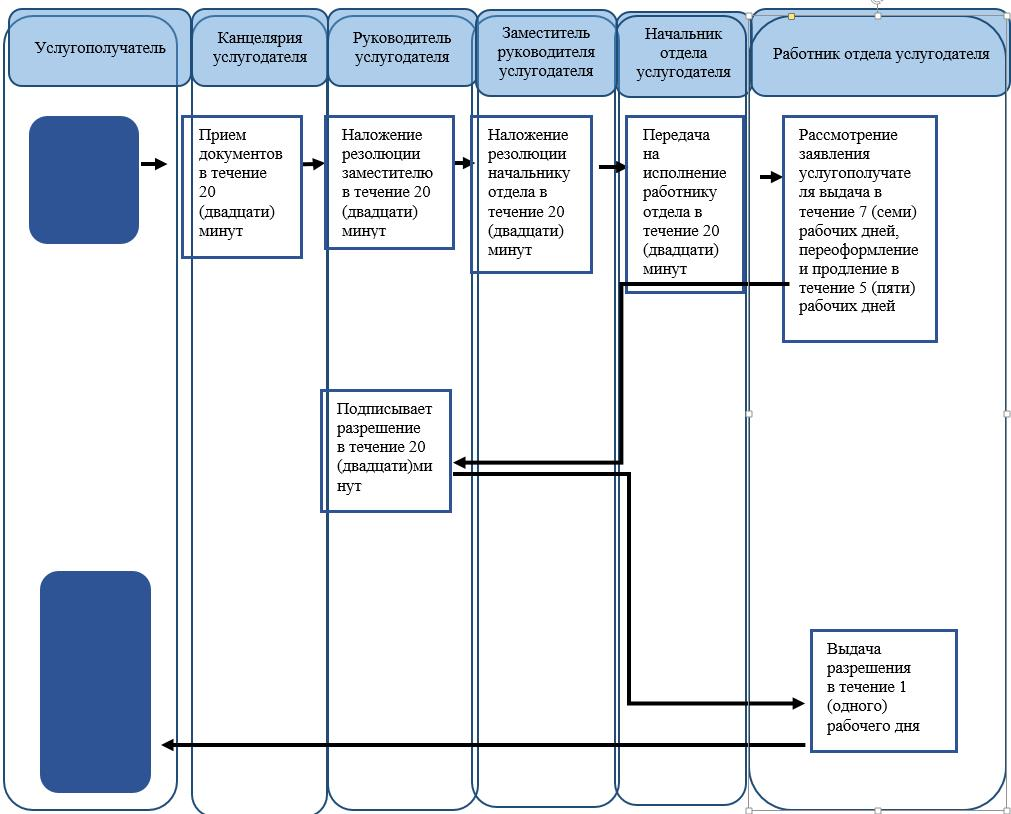 Услугополучатель
Канцелярия
услугодателя
Руководитель
услугодателя
Заместитель
руководителя
услугодателя
Начальник
отдела
услугодателя
Работник отдела услугодателя
Прием
документов
в течение
20
(двадцати)
минут
Наложение
резолюции
заместителю
в течение 20
(двадцати)
минут
Наложение
резолюции
начальнику
отдела в
течение 20
(двадцати)
минут
Передача
на
исполнение
работнику
отдела в
течение 20
(двадцати)
минут
Рассмотрение
заявления
услугополучате
ля выдача в
течение 7 (семи)
рабочих дней,
переоформление
и продление в
течение 5 (пяти)
рабочих дней
Подписывает
разрешение
в течение 20
(двадцати)ми
нут
Выдача
разрешения
в течение 1
(одного)
рабочего дня